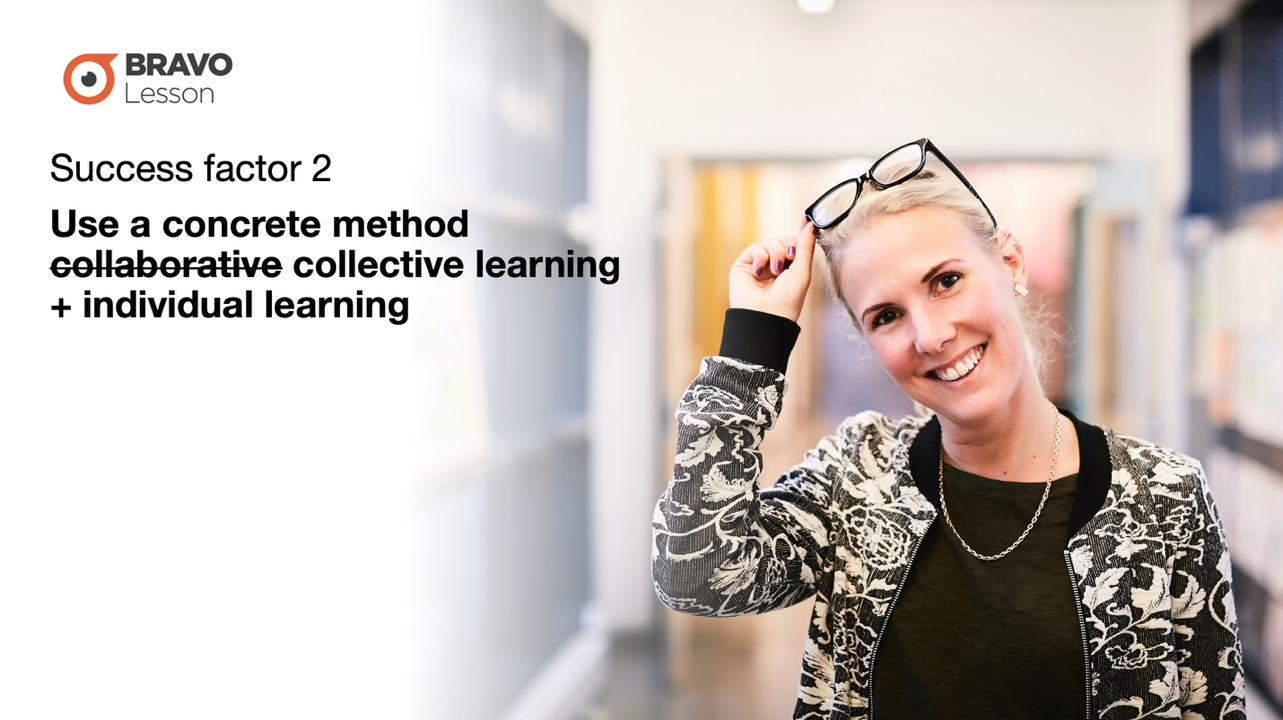 BRAVO
Lesson
Success factor 2
Use a concrete method
collaborative collective learning
+ individual learning